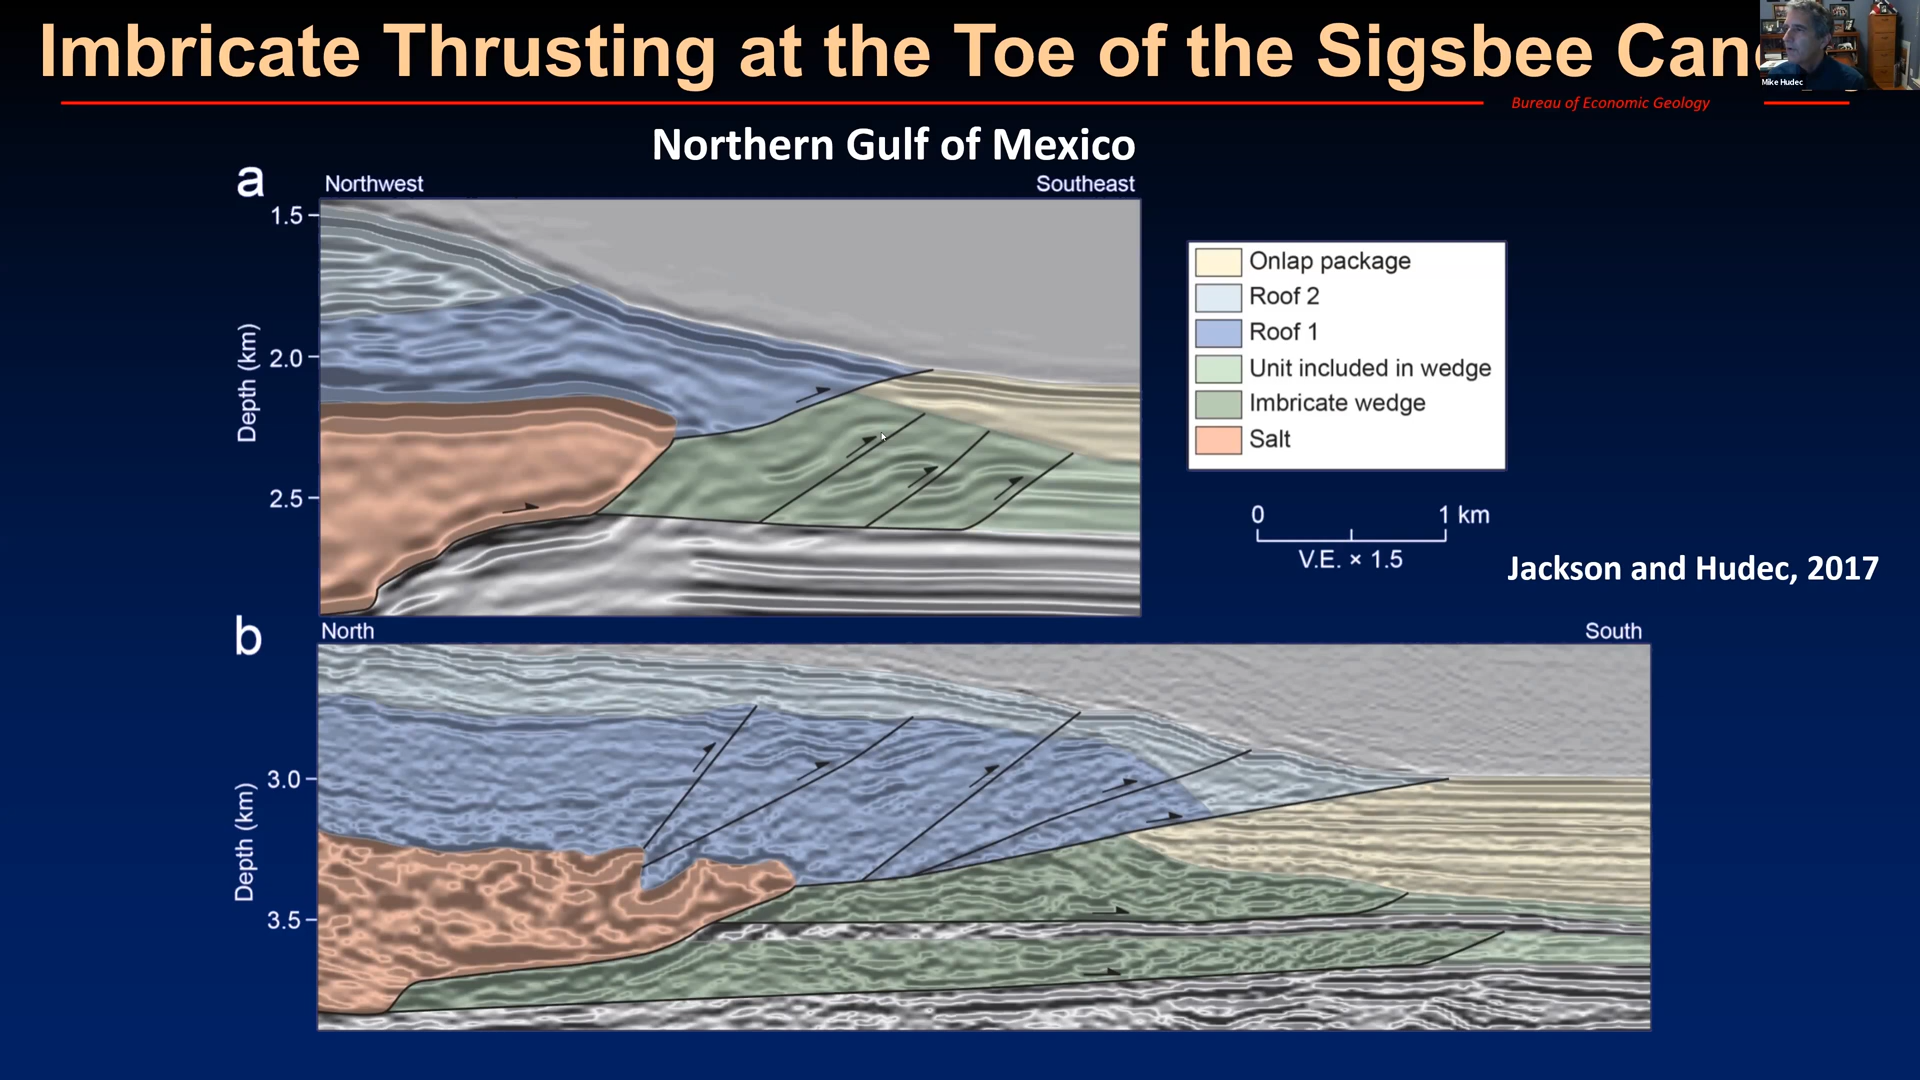 Imbricate Thrusting at the Toe of the Sigsbee Can
Mike Hudec
Bureau of Economic Geology
Northern Gulf of Mexico
a
Northwest
Southeast
1.5
2.0
2.5
Depth (km)
Onlap package
Roof 2
Roof 1
Unit included in wedge
Imbricate wedge
Salt
0
1 km
V.E. × 1.5
Jackson and Hudec, 2017
b
North
South
3.0
3.5
Depth (km)